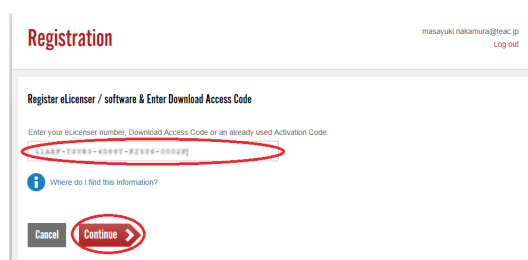 Registration
masayuki.nakamura@teac.jp
Log out
Register eLicenser / software & Enter Download Access Code
Enter your eLicenser number, Download Access Code or an already used Activation Code:
Where do I find this information?
Cancel
Continue